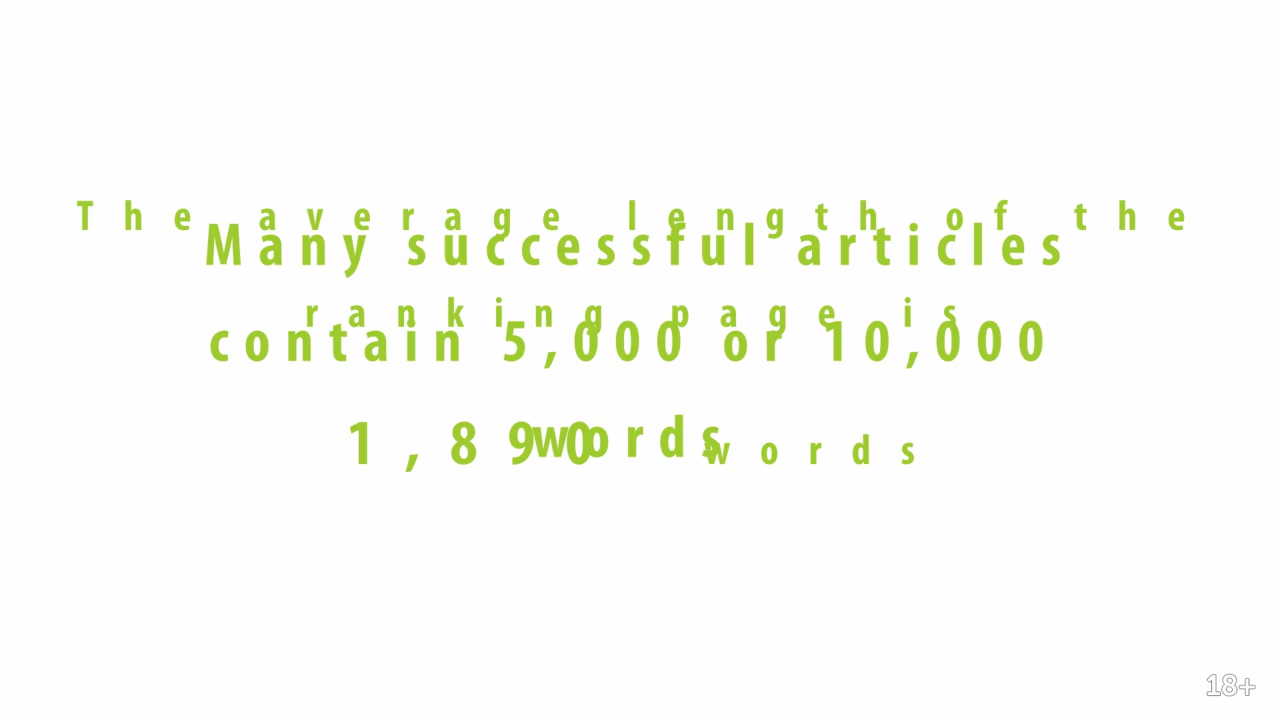 The average length of the
ranking page is
1,890 words
Many successful articles
contain 5,000 or 10,000
words
18+